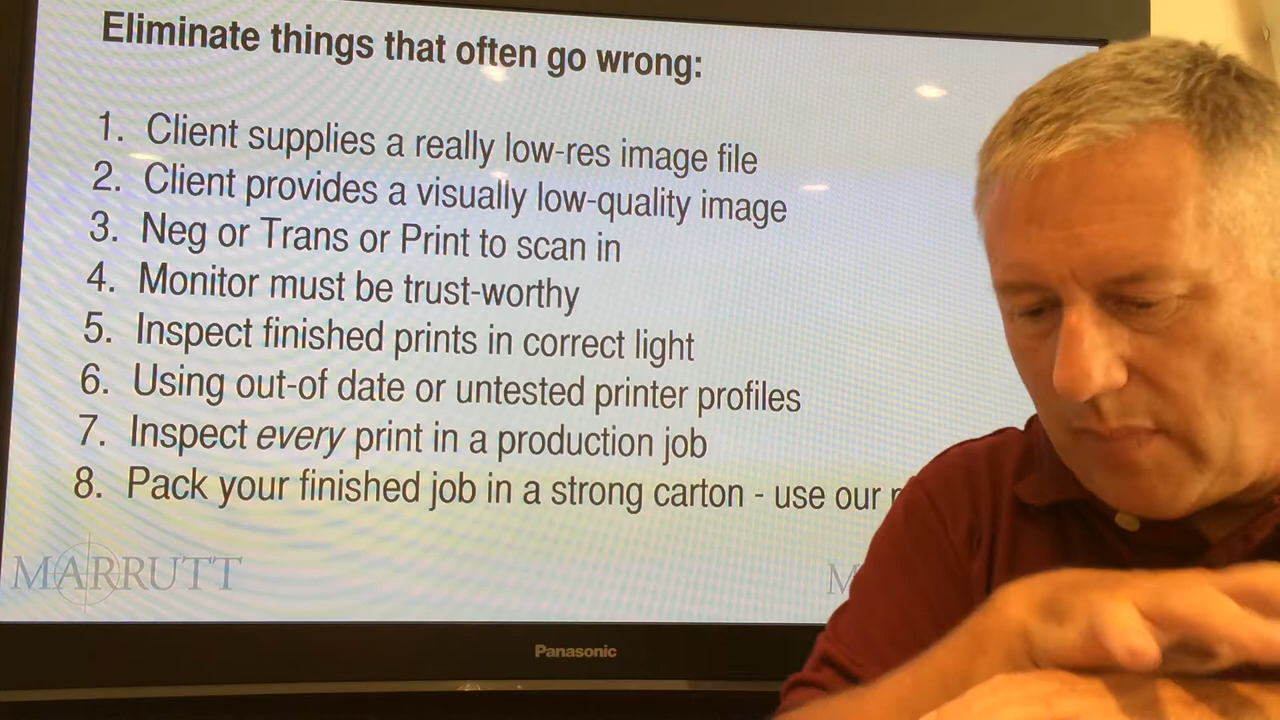 Eliminate things that often go wrong:
1. Client supplies a really low-res image file
2. Client provides a visually low-quality image
3. Neg or Trans or Print to scan in
4. Monitor must be trust-worthy
5. Inspect finished prints in correct light
6. Using out-of date or untested printer profiles
7. Inspect every print in a production job
8. Pack your finished job in a strong carton - use our
MARRUTT
Panasonic